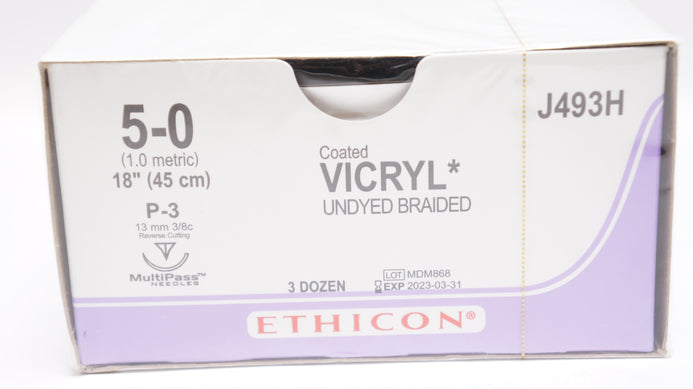 5-0
(1.0 metric)
18" (45 cm)
P-3
13 mm 3/8c
Reverse Cutting
MultiPass™
NEEDLES
Coated
VICRYL*
UNDYED BRAIDED
3 DOZEN
LOT MDM868
EXP 2023-03-31
J493H
ETHICON®